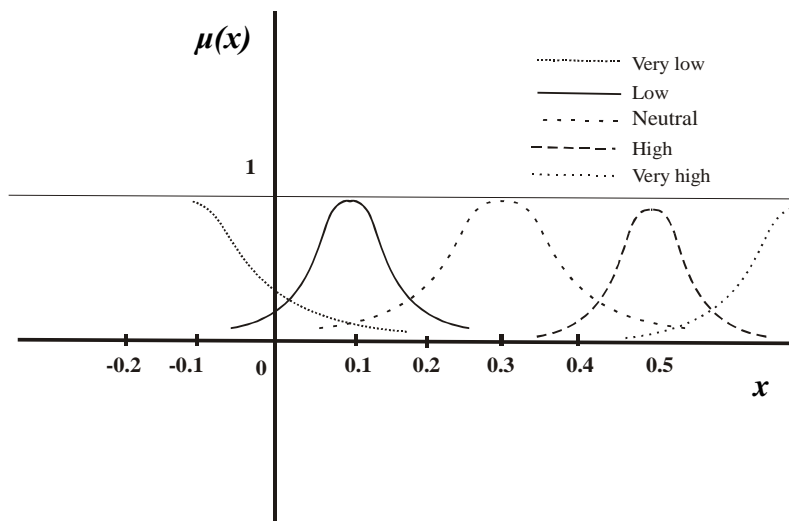 μ(x)
Very low
Low
Neutral
High
Very high
1
-0.2 -0.1 0 0.1 0.2 0.3 0.4 0.5
x